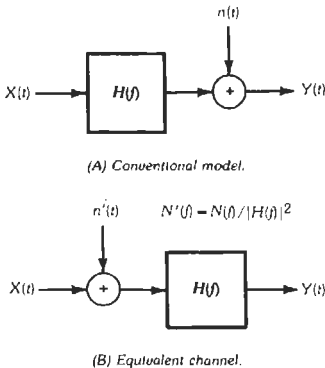 n(t)
X(t) H(f) + Y(t)
(A) Conventional model.
n'(t) N'(f) = N(f)/|H(f)|2
X(t) + H(f) Y(t)
(B) Equivalent channel.